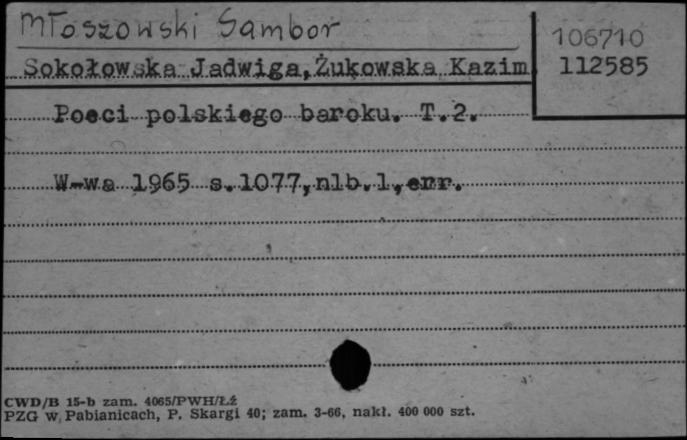 Młoszowski Sambor
106710
Sokołowska Jadwiga,Żukowska Kazim
112585
Poeci polskiego baroku. T.2.
W-wa 1965 s.1077,nlb.1,err.
CWD/B 15-b zam. 4065/PWH/Łź
PZG w Pabianicach, P. Skargi 40; zam. 3-66, nakł. 400 000 szt.